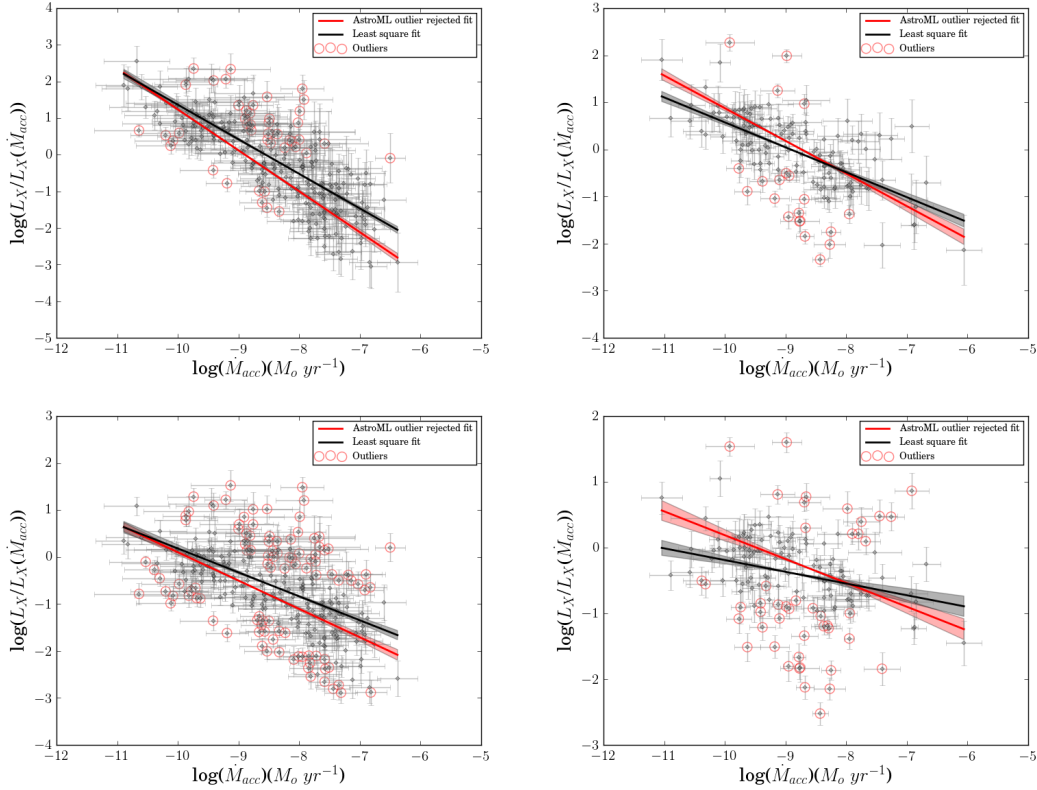 AstroML outlier rejected fit
Least square fit
Outliers
3
2
1
0
−1
−2
−3
−4
−5
log(L_X/L_X(Ṁ_acc))
−12 −11 −10 −9 −8 −7 −6 −5
log(Ṁ_acc)(M_o yr⁻¹)
AstroML outlier rejected fit
Least square fit
Outliers
3
2
1
0
−1
−2
−3
−4
log(L_X/L_X(Ṁ_acc))
−12 −11 −10 −9 −8 −7 −6 −5
log(Ṁ_acc)(M_o yr⁻¹)
AstroML outlier rejected fit
Least square fit
Outliers
3
2
1
0
−1
−2
−3
−4
log(L_X/L_X(Ṁ_acc))
−12 −11 −10 −9 −8 −7 −6 −5
log(Ṁ_acc)(M_o yr⁻¹)
AstroML outlier rejected fit
Least square fit
Outliers
2
1
0
−1
−2
−3
log(L_X/L_X(Ṁ_acc))
−12 −11 −10 −9 −8 −7 −6 −5
log(Ṁ_acc)(M_o yr⁻¹)